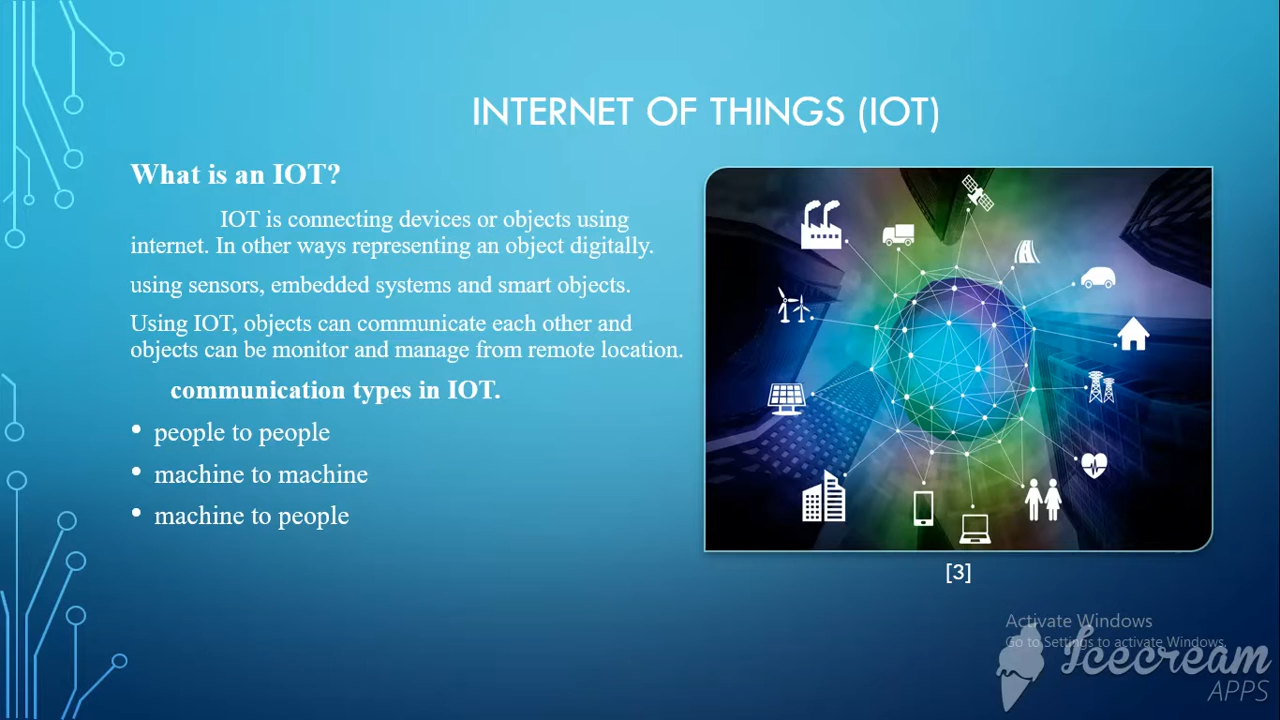 INTERNET OF THINGS (IOT)
What is an IOT?
IOT is connecting devices or objects using
internet. In other ways representing an object digitally.
using sensors, embedded systems and smart objects.
Using IOT, objects can communicate each other and
objects can be monitor and manage from remote location.
communication types in IOT.
• people to people
• machine to machine
• machine to people
[3]
Activate Windows
Go to Settings to activate Windows.
Icecream
APPS